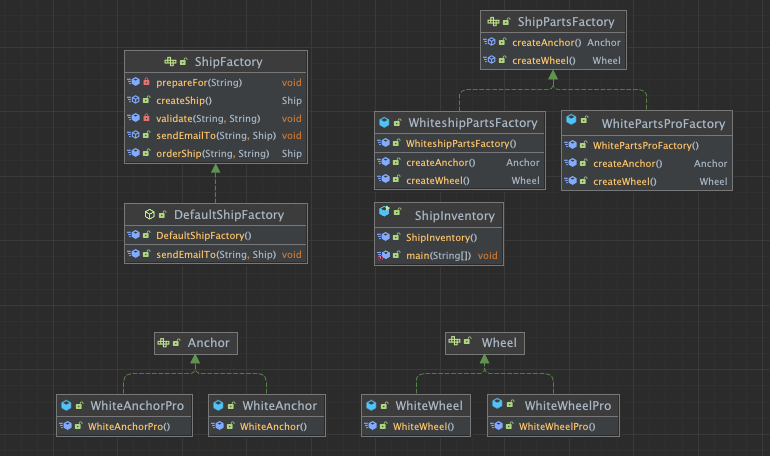 ShipFactory
prepareFor(String) void
createShip() Ship
validate(String, String) void
sendEmailTo(String, Ship) void
orderShip(String, String) Ship
DefaultShipFactory
DefaultShipFactory()
sendEmailTo(String, Ship) void
ShipPartsFactory
createAnchor() Anchor
createWheel() Wheel
WhiteshipPartsFactory
WhiteshipPartsFactory()
createAnchor() Anchor
createWheel() Wheel
WhitePartsProFactory
WhitePartsProFactory()
createAnchor() Anchor
createWheel() Wheel
ShipInventory
ShipInventory()
main(String[]) void
Anchor
WhiteAnchorPro
WhiteAnchorPro()
WhiteAnchor
WhiteAnchor()
Wheel
WhiteWheel
WhiteWheel()
WhiteWheelPro
WhiteWheelPro()